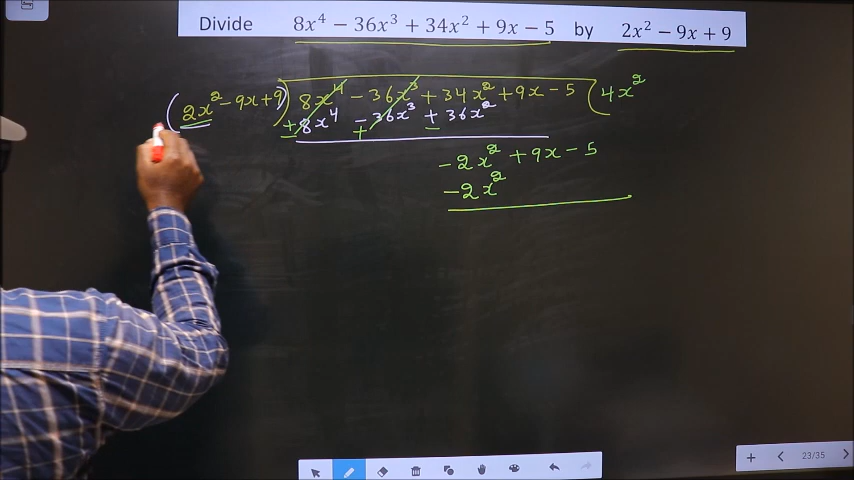 Divide 8x⁴ − 36x³ + 34x² + 9x − 5 by 2x² − 9x + 9
(2x² − 9x + 9) 8x⁴ − 36x³ + 34x² + 9x − 5 (4x²
+8x⁴ − 36x³ + 36x²
− + −
−2x² + 9x − 5
−2x²
23/35